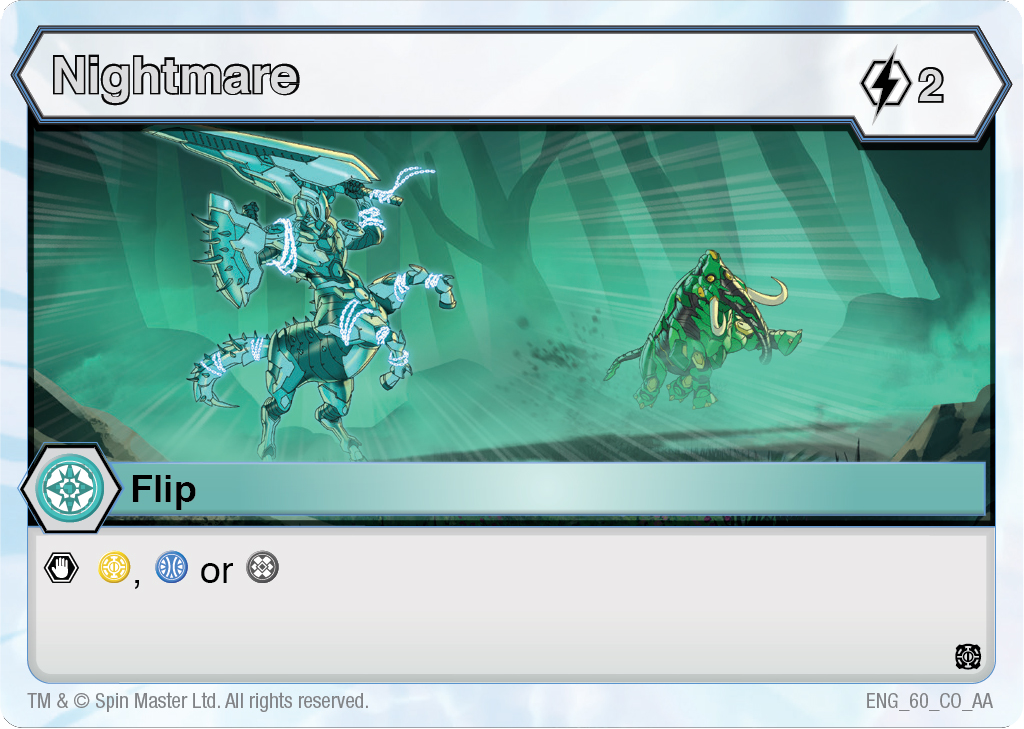 Nightmare
2
Flip
, or
TM & © Spin Master Ltd. All rights reserved.
ENG_60_CO_AA